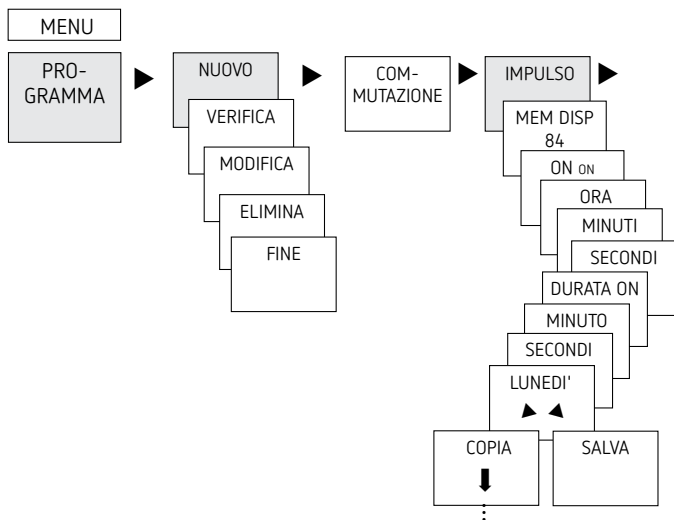 MENU
PRO-
GRAMMA
NUOVO
VERIFICA
MODIFICA
ELIMINA
FINE
COM-
MUTAZIONE
IMPULSO
MEM DISP
84
ON ON
ORA
MINUTI
SECONDI
DURATA ON
MINUTO
SECONDI
LUNEDI'
COPIA
SALVA